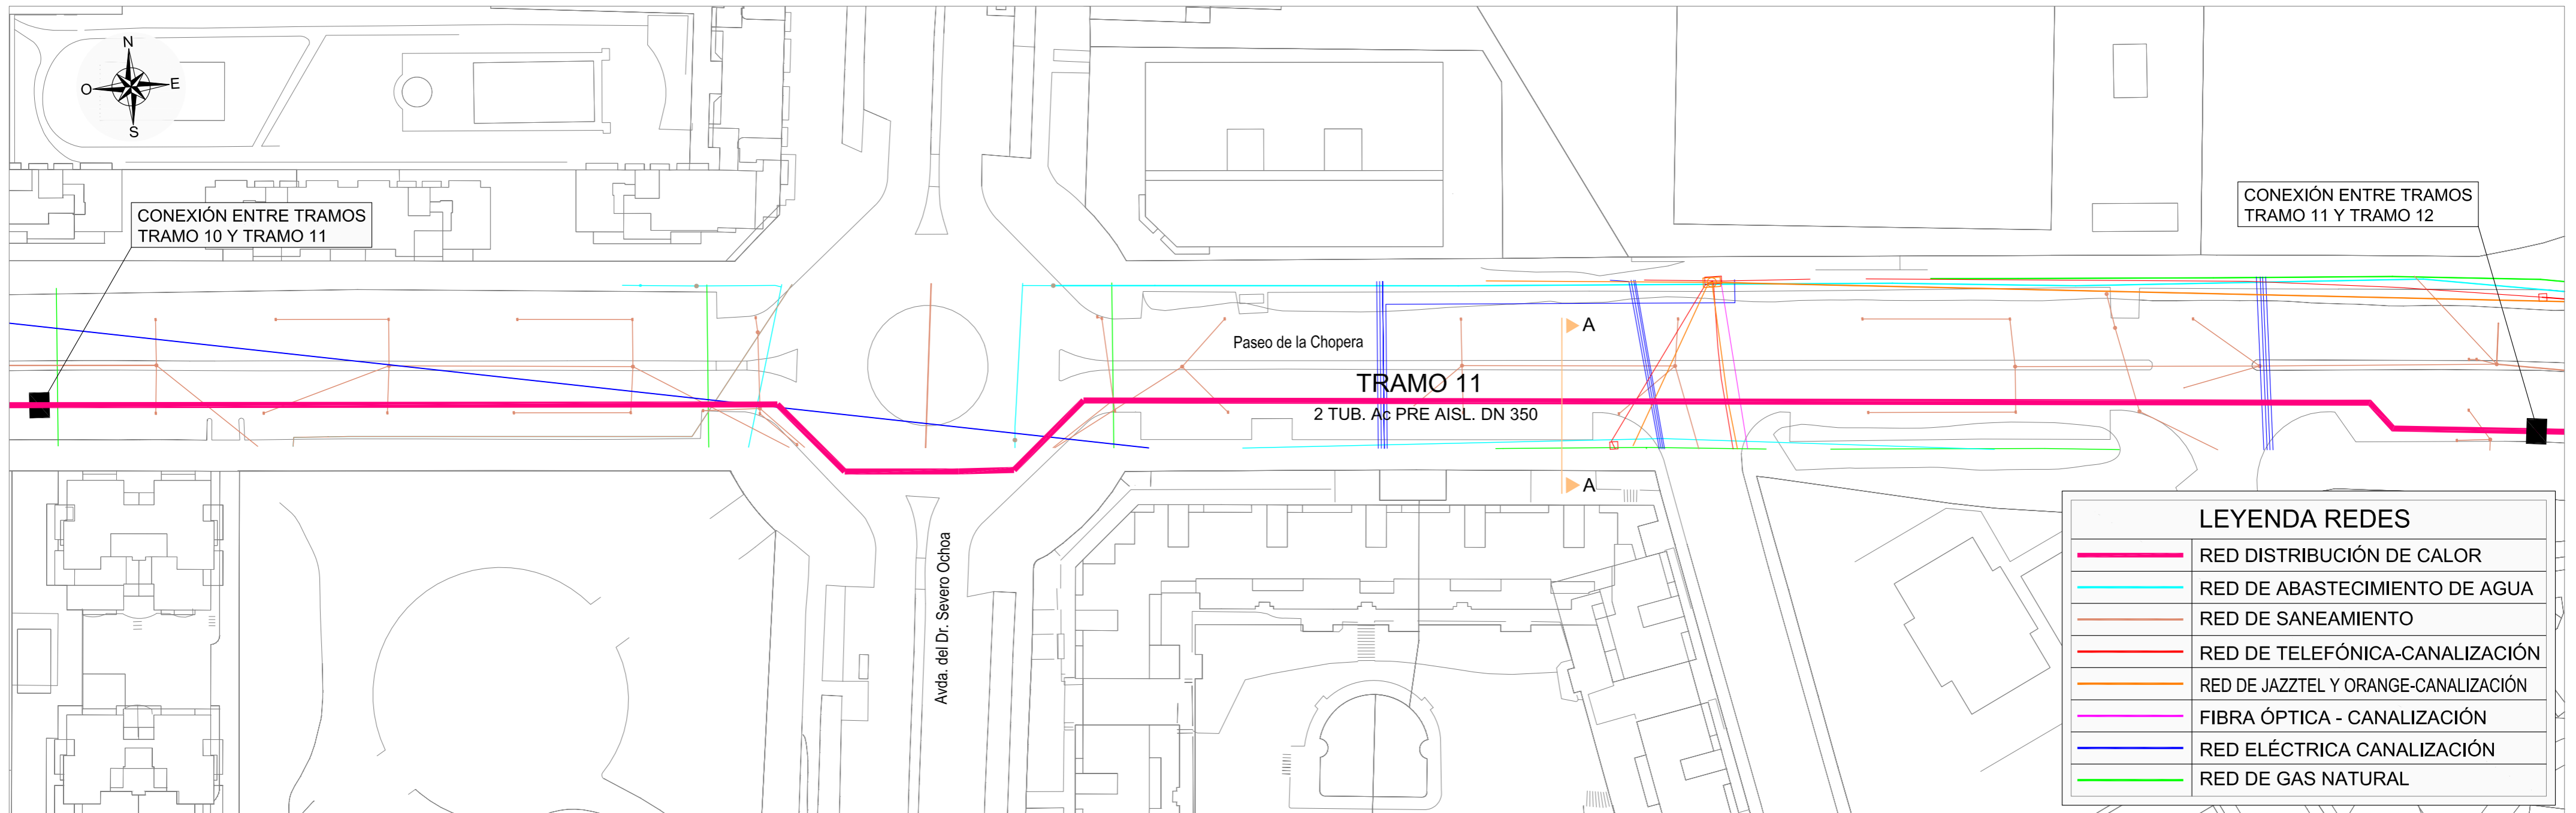 N
O
E
S
CONEXIÓN ENTRE TRAMOS
TRAMO 10 Y TRAMO 11
CONEXIÓN ENTRE TRAMOS
TRAMO 11 Y TRAMO 12
A
Paseo de la Chopera
TRAMO 11
2 TUB. Ac PRE AISL. DN 350
A
Avda. del Dr. Severo Ochoa
LEYENDA REDES
RED DISTRIBUCIÓN DE CALOR
RED DE ABASTECIMIENTO DE AGUA
RED DE SANEAMIENTO
RED DE TELEFÓNICA-CANALIZACIÓN
RED DE JAZZTEL Y ORANGE-CANALIZACIÓN
FIBRA ÓPTICA - CANALIZACIÓN
RED ELÉCTRICA CANALIZACIÓN
RED DE GAS NATURAL